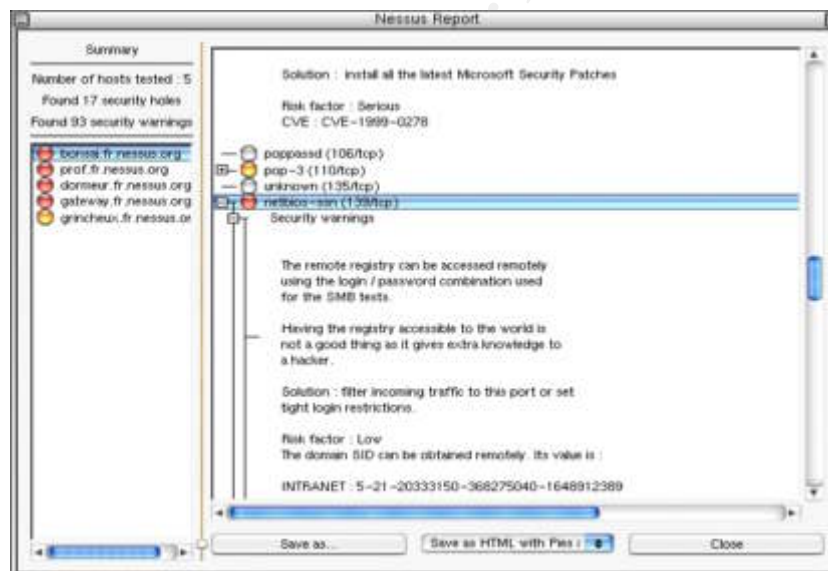 Nessus Report
Summary
Number of hosts tested : 5
Found 17 security holes
Found 93 security warnings
bonsai.fr.nessus.org
prof.fr.nessus.org
dormeur.fr.nessus.org
gateway.fr.nessus.org
grincheux.fr.nessus.or
Solution : install all the latest Microsoft Security Patches
Risk factor : Serious
CVE : CVE-1999-0278
poppassd (106/tcp)
pop-3 (110/tcp)
unknown (135/tcp)
netbios-ssn (139/tcp)
Security warnings
The remote registry can be accessed remotely
using the login / password combination used
for the SMB tests.
Having the registry accessible to the world is
not a good thing as it gives extra knowledge to
a hacker.
Solution : filter incoming traffic to this port or set
tight login restrictions.
Risk factor : Low
The domain SID can be obtained remotely. Its value is :
INTRANET : 5-21-20333150-368275040-1648912389
Save as...
Save as HTML with Pies
Close